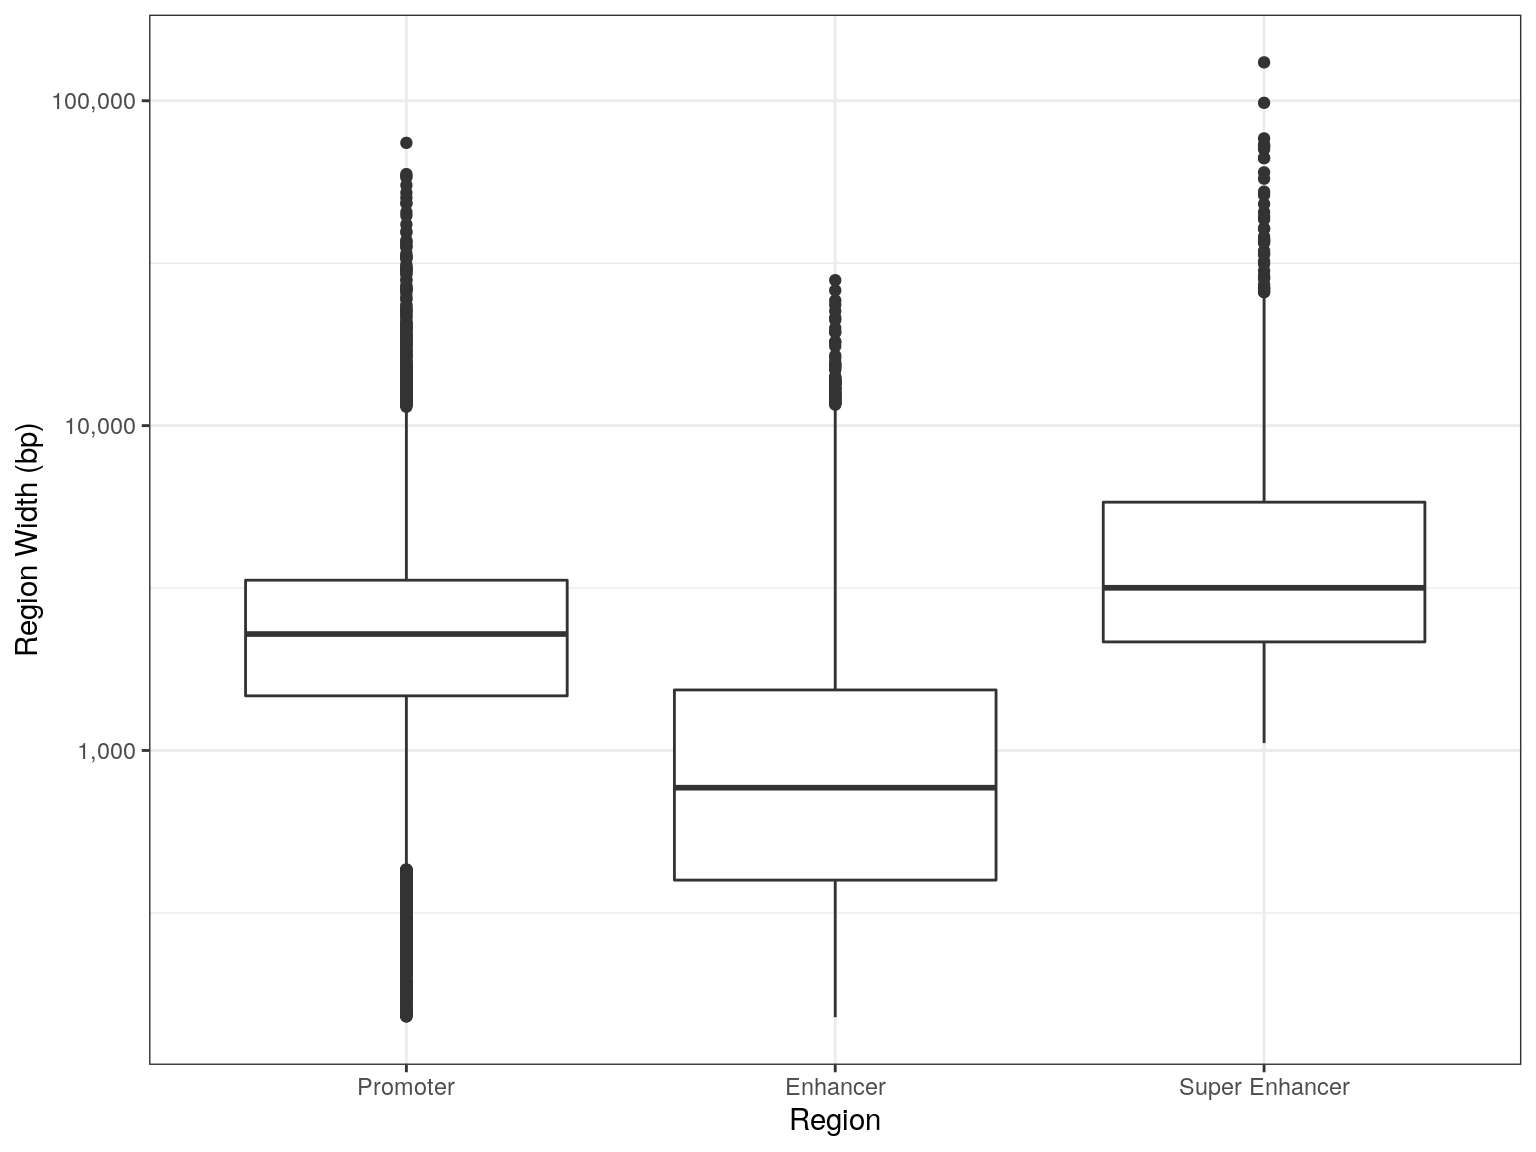 Region Width (bp)
100,000
10,000
1,000
Promoter
Enhancer
Super Enhancer
Region